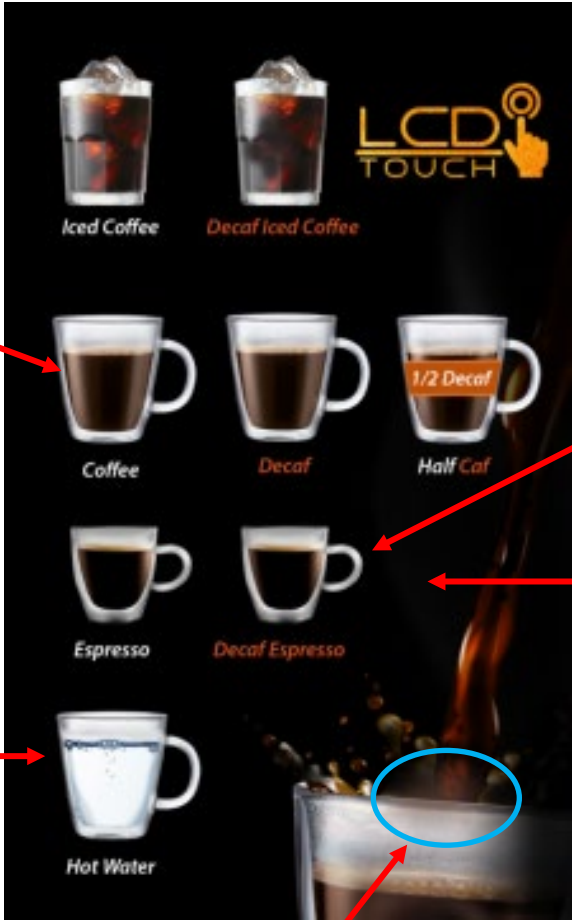 LCD
TOUCH
Iced Coffee
Decaf Iced Coffee
1/2 Decaf
Coffee
Decaf
Half Caf
Espresso
Decaf Espresso
Hot Water